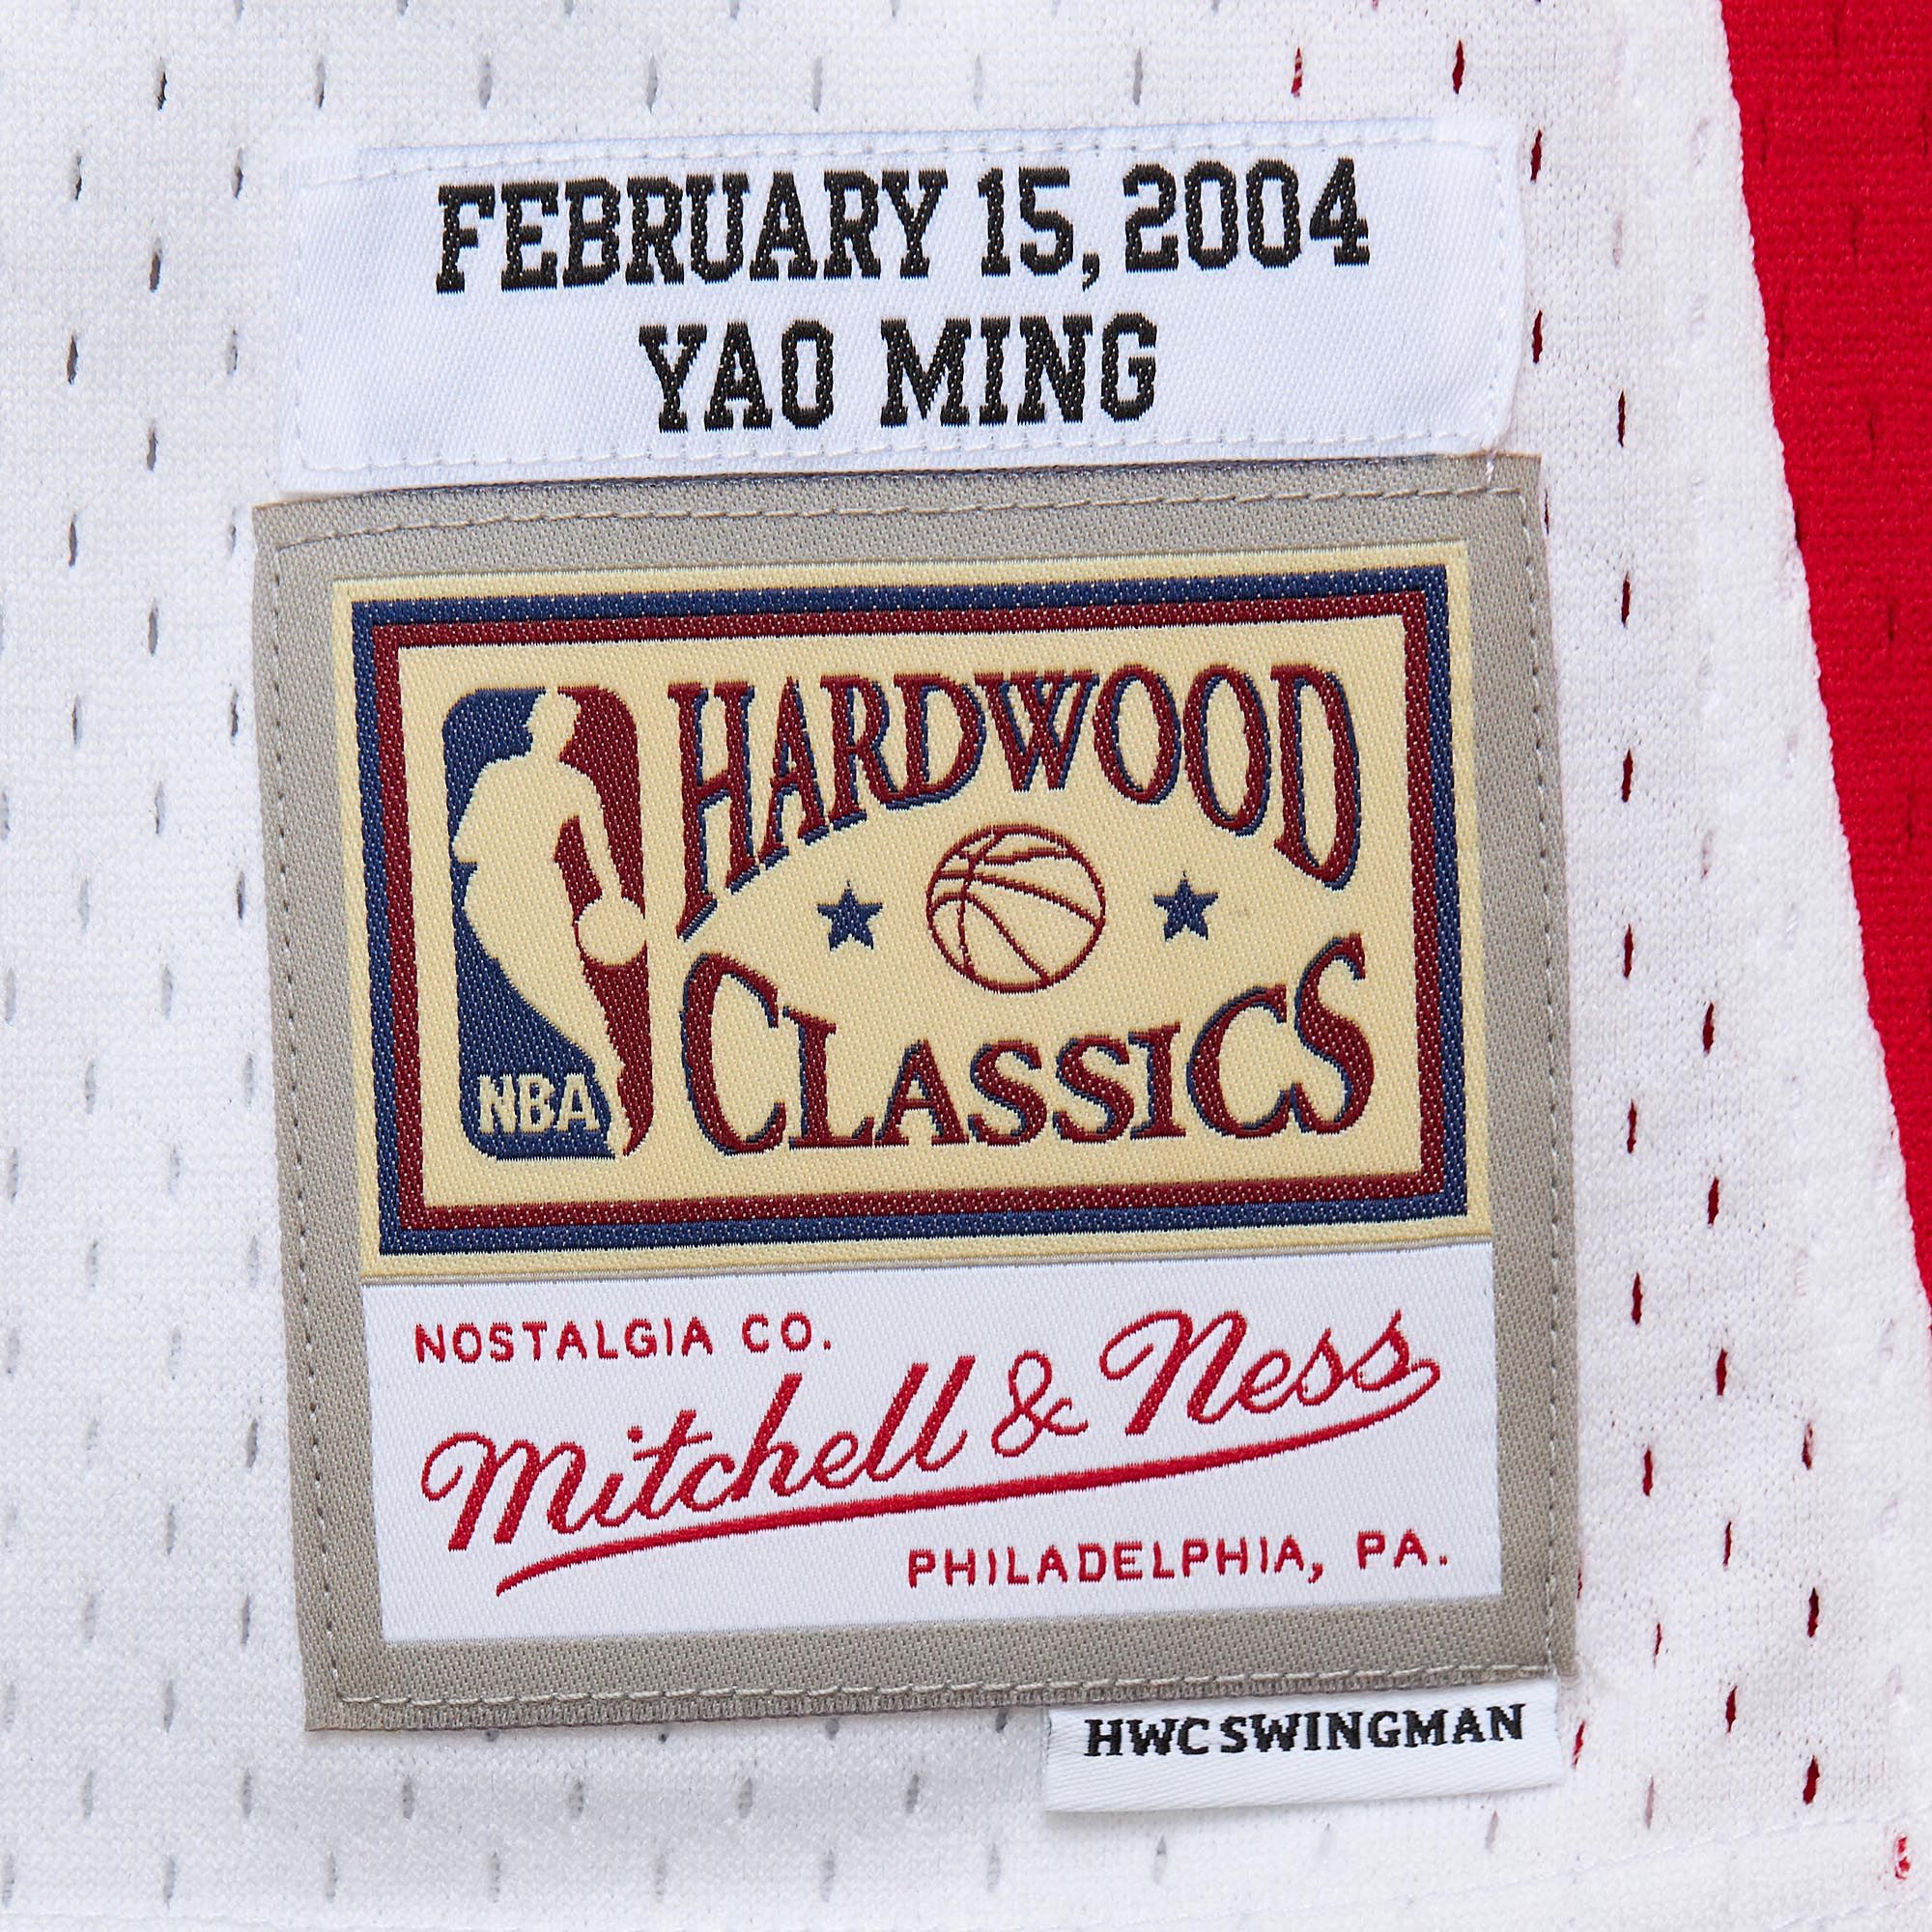 FEBRUARY 15, 2004
YAO MING
HARDWOOD
CLASSICS
NBA
NOSTALGIA CO.
Mitchell & Ness
PHILADELPHIA, PA.
HWC SWINGMAN